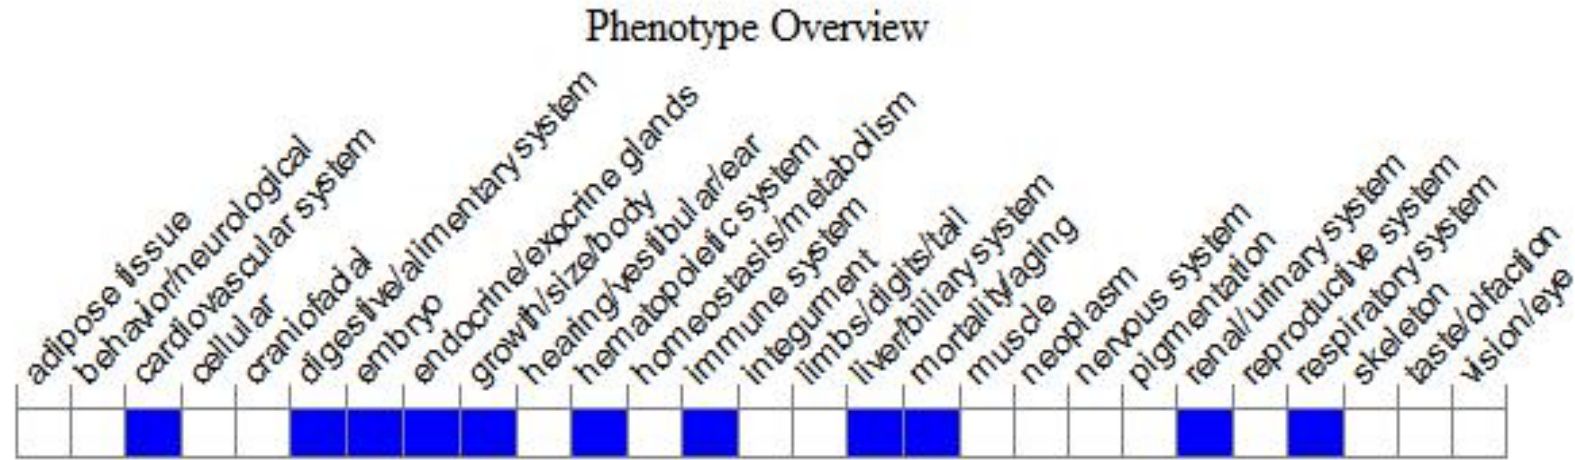 Phenotype Overview
adipose tissue
behavior/neurological
cardiovascular system
cellular
craniofacial
digestive/alimentary system
embryo
endocrine/exocrine glands
growth/size/body
hearing/vestibular/ear
hematopoietic system
homeostasis/metabolism
immune system
integument
limbs/digits/tail
liver/biliary system
mortality/aging
muscle
neoplasm
nervous system
pigmentation
renal/urinary system
reproductive system
respiratory system
skeleton
taste/olfaction
vision/eye